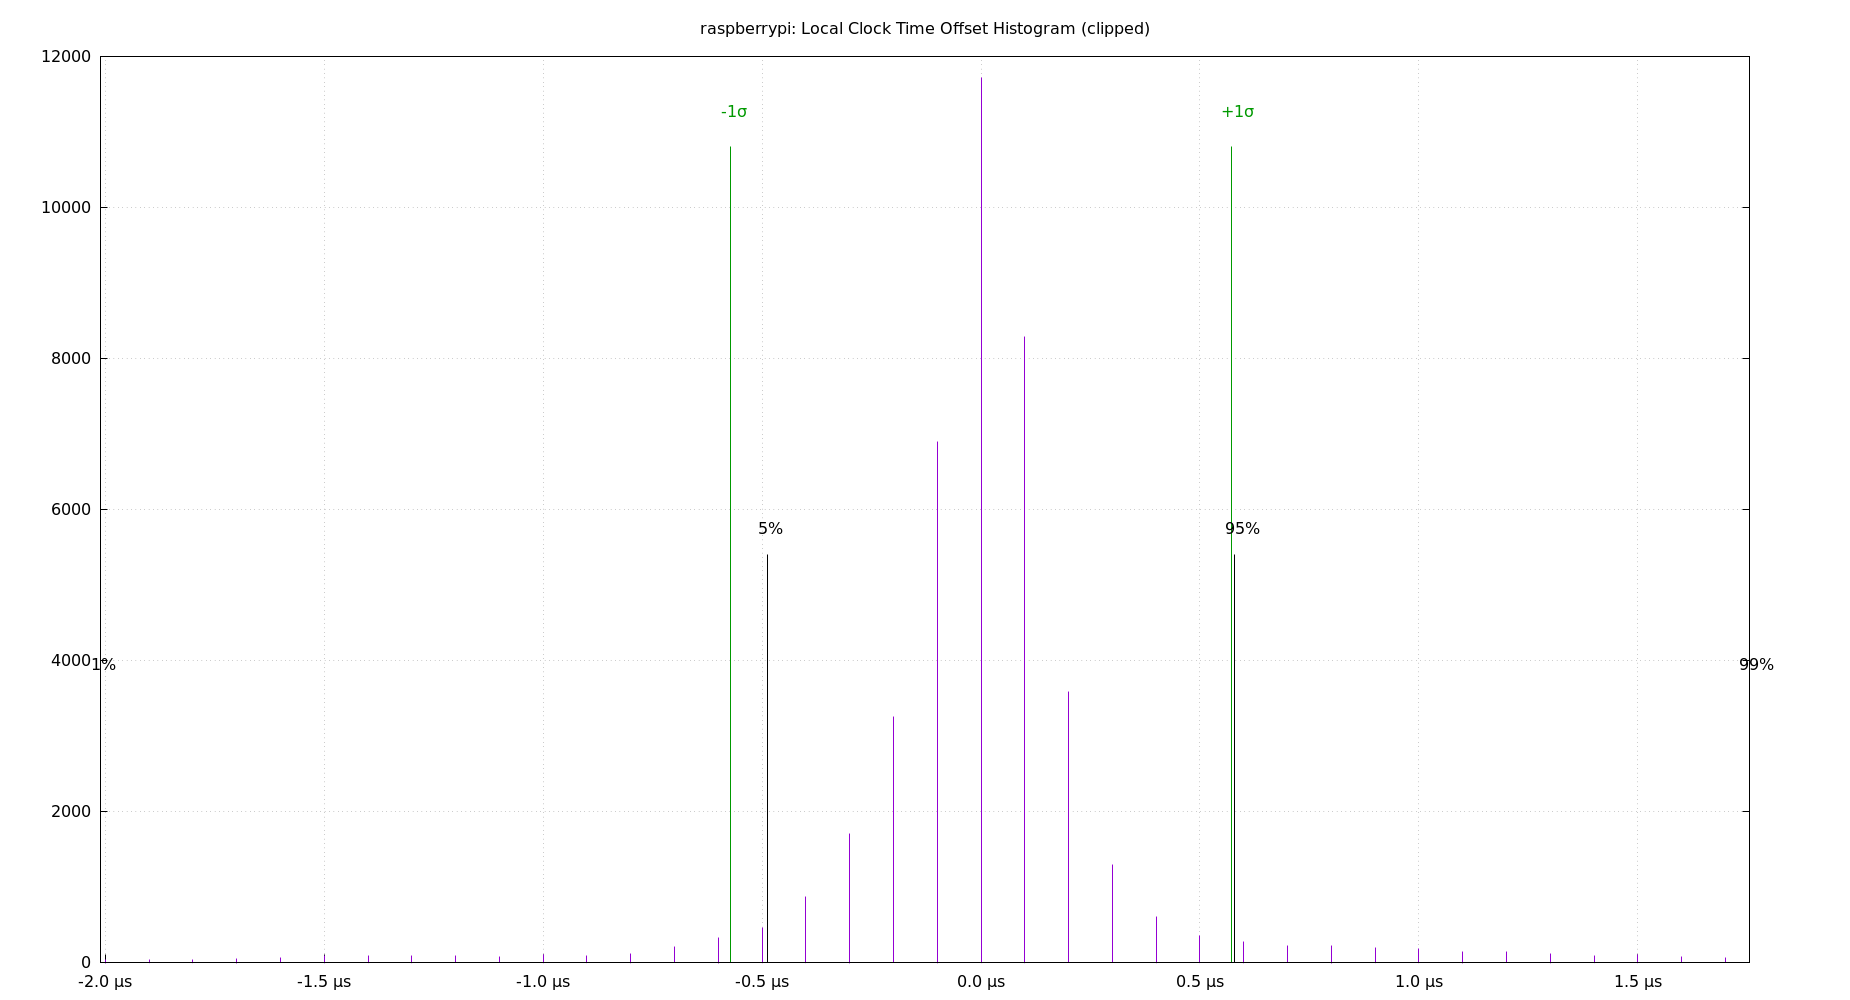 raspberrypi: Local Clock Time Offset Histogram (clipped)
12000
-1σ
+1σ
10000
8000
6000
5%
95%
4000
1%
99%
2000
0
-2.0 µs
-1.5 µs
-1.0 µs
-0.5 µs
0.0 µs
0.5 µs
1.0 µs
1.5 µs